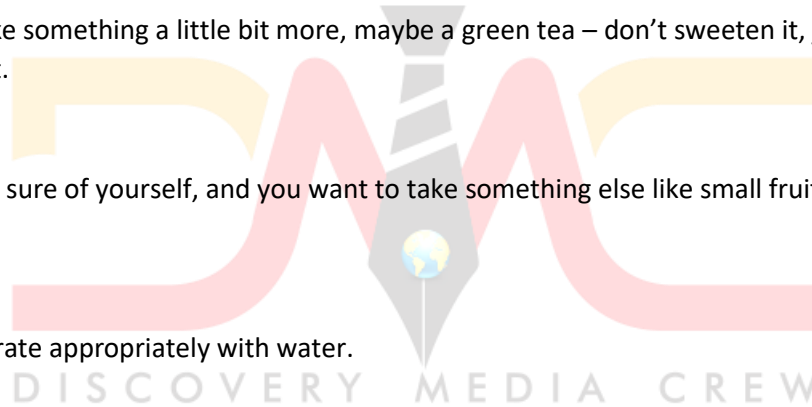 ke something a little bit more, maybe a green tea – don't sweeten it,
sure of yourself, and you want to take something else like small frui
rate appropriately with water.
DISCOVERY MEDIA CREW